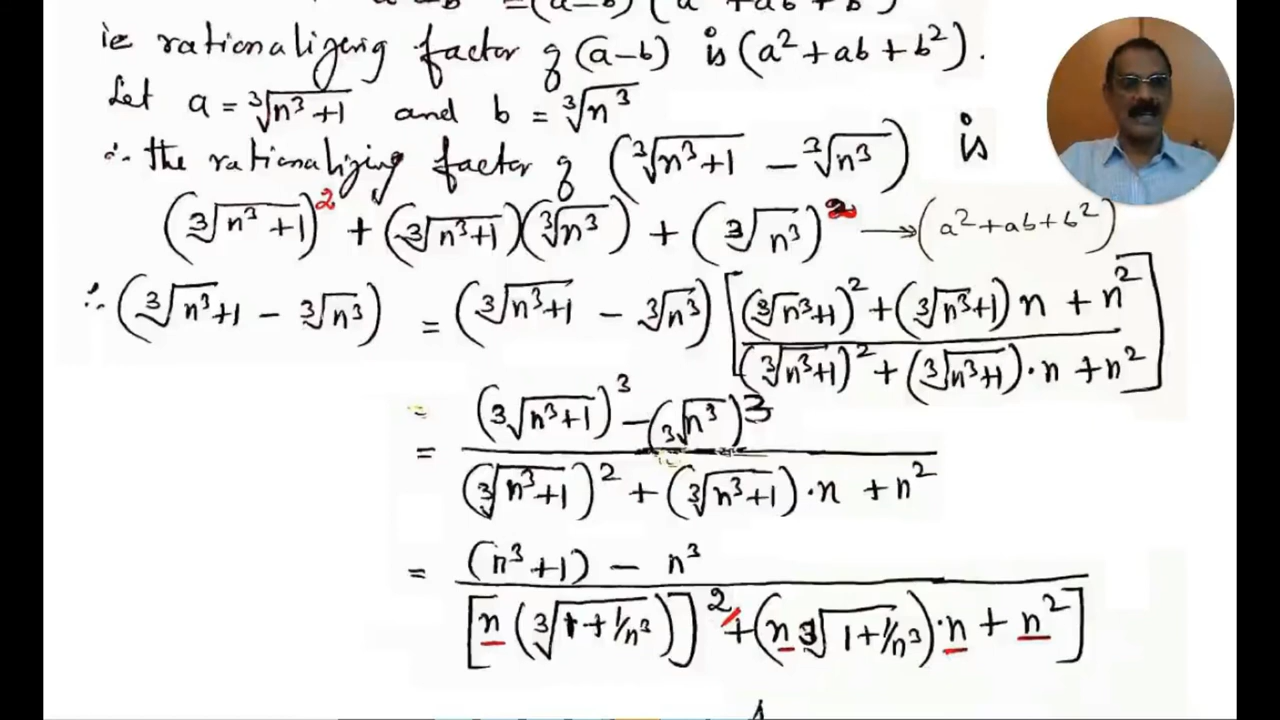 = (a-b) (a² + ab + b²)
ie rationalizing factor of (a-b) is (a² + ab + b²).
Let a = ∛(n³+1) and b = ∛n³
∴ the rationalizing factor of (∛(n³+1) - ∛n³) is
(∛(n³+1))² + (∛(n³+1))(∛n³) + (∛n³)² → (a²+ab+b²)
∴ (∛n³+1 - ∛n³) = (∛(n³+1) - ∛n³) [((∛n³+1)² + (∛n³+1) n + n²) / ((∛n³+1)² + (∛n³+1)·n + n²)]
= ((∛(n³+1))³ - (∛n³)³) / ((∛(n³+1))² + (∛(n³+1))·n + n²)
= ((n³+1) - n³) / [n(∛(1+1/n³))]² + (n∛(1+1/n³))·n + n²]